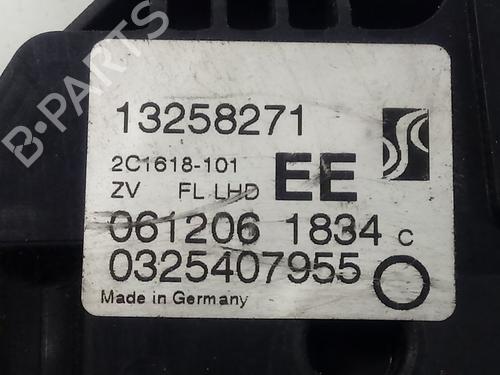 B-PARTS
13258271
2C1618-101
ZV FL LHD EE
061206 1834 C
0325407955
Made in Germany